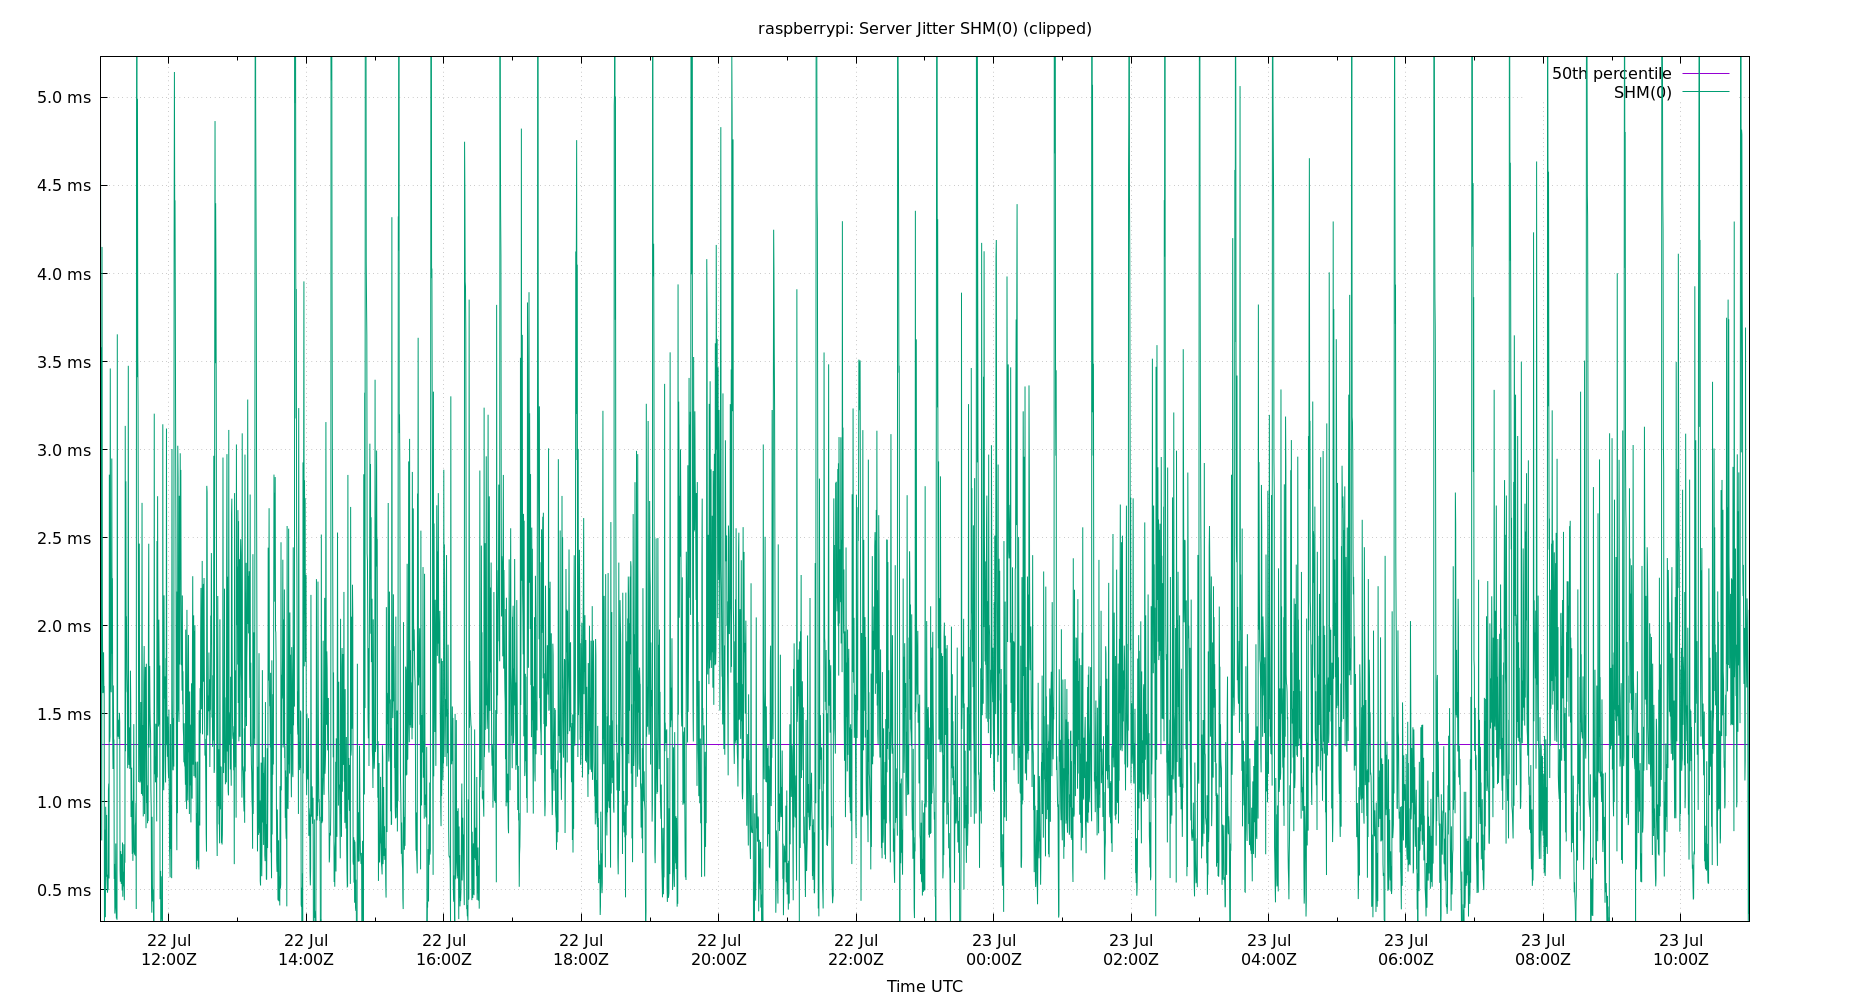 raspberrypi: Server Jitter SHM(0) (clipped)
50th percentile
SHM(0)
5.0 ms
4.5 ms
4.0 ms
3.5 ms
3.0 ms
2.5 ms
2.0 ms
1.5 ms
1.0 ms
0.5 ms
22 Jul 22 Jul 22 Jul 22 Jul 22 Jul 22 Jul 23 Jul 23 Jul 23 Jul 23 Jul 23 Jul 23 Jul
12:00Z 14:00Z 16:00Z 18:00Z 20:00Z 22:00Z 00:00Z 02:00Z 04:00Z 06:00Z 08:00Z 10:00Z
Time UTC